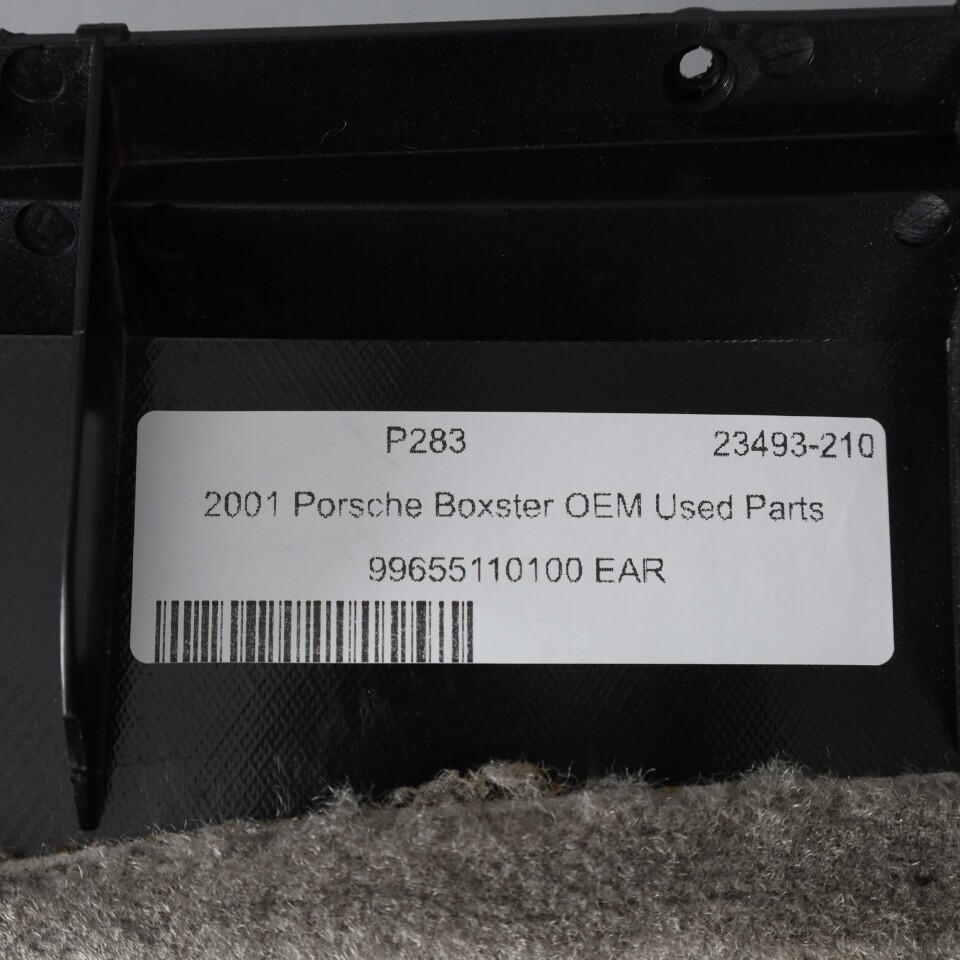 P283 23493-210
2001 Porsche Boxster OEM Used Parts
99655110100 EAR